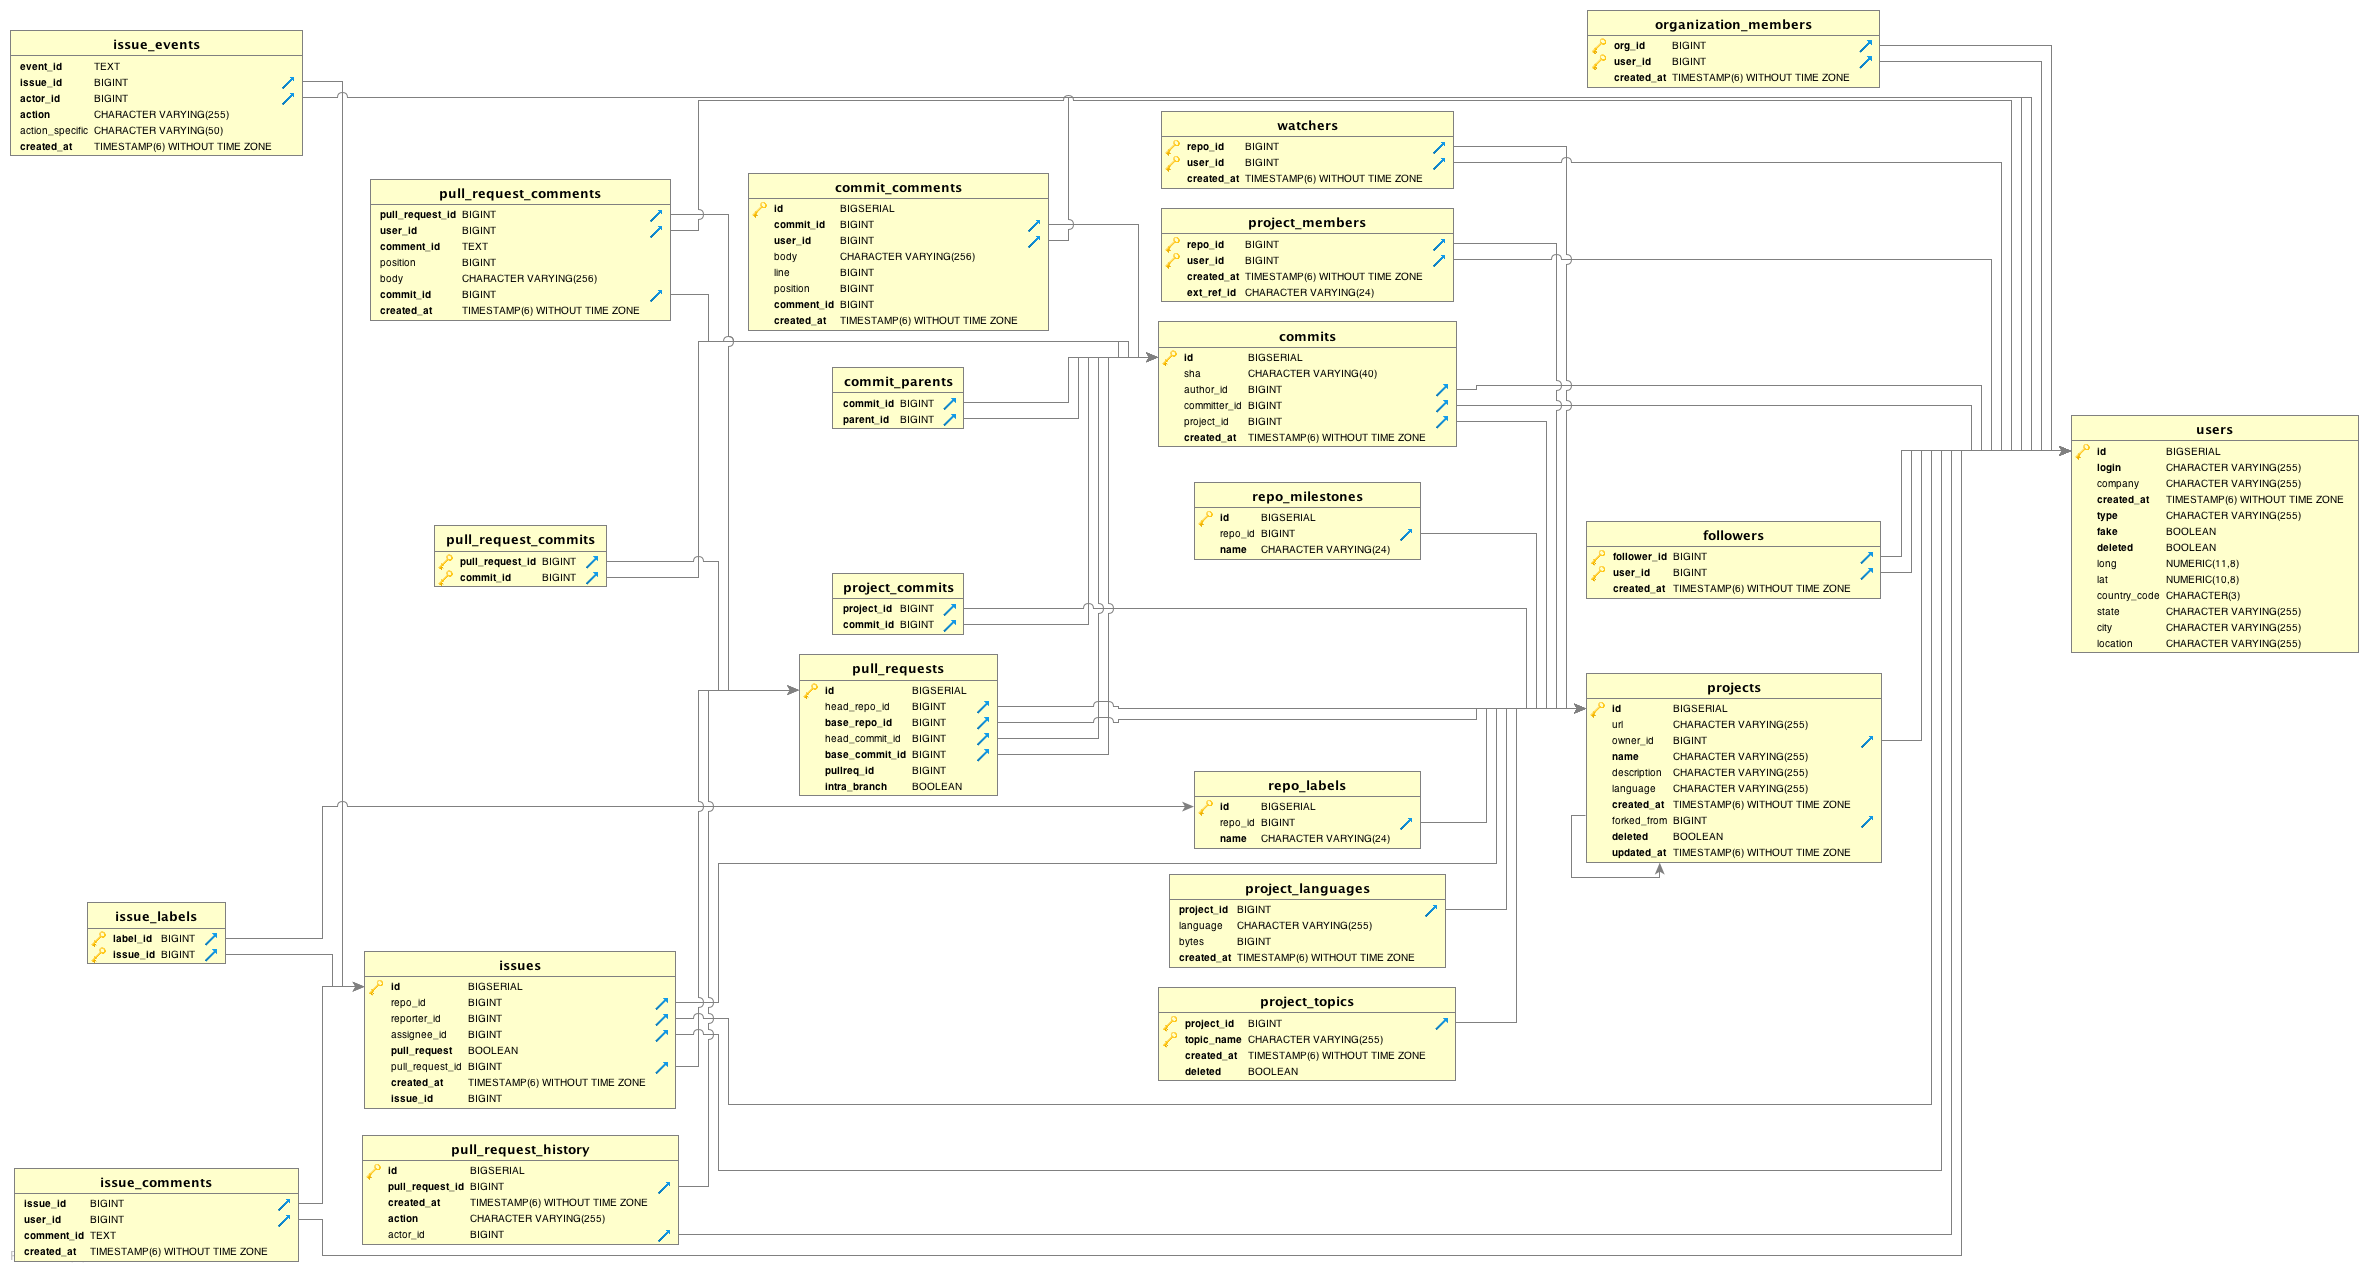 issue_events
event_id TEXT
issue_id BIGINT
actor_id BIGINT
action CHARACTER VARYING(255)
action_specific CHARACTER VARYING(50)
created_at TIMESTAMP(6) WITHOUT TIME ZONE
organization_members
org_id BIGINT
user_id BIGINT
created_at TIMESTAMP(6) WITHOUT TIME ZONE
watchers
repo_id BIGINT
user_id BIGINT
created_at TIMESTAMP(6) WITHOUT TIME ZONE
pull_request_comments
pull_request_id BIGINT
user_id BIGINT
comment_id TEXT
position BIGINT
body CHARACTER VARYING(256)
commit_id BIGINT
created_at TIMESTAMP(6) WITHOUT TIME ZONE
commit_comments
id BIGSERIAL
commit_id BIGINT
user_id BIGINT
body CHARACTER VARYING(256)
line BIGINT
position BIGINT
comment_id BIGINT
created_at TIMESTAMP(6) WITHOUT TIME ZONE
project_members
repo_id BIGINT
user_id BIGINT
created_at TIMESTAMP(6) WITHOUT TIME ZONE
ext_ref_id CHARACTER VARYING(24)
commits
id BIGSERIAL
sha CHARACTER VARYING(40)
author_id BIGINT
committer_id BIGINT
project_id BIGINT
created_at TIMESTAMP(6) WITHOUT TIME ZONE
commit_parents
commit_id BIGINT
parent_id BIGINT
users
id BIGSERIAL
login CHARACTER VARYING(255)
company CHARACTER VARYING(255)
created_at TIMESTAMP(6) WITHOUT TIME ZONE
type CHARACTER VARYING(255)
fake BOOLEAN
deleted BOOLEAN
long NUMERIC(11,8)
lat NUMERIC(10,8)
country_code CHARACTER(3)
state CHARACTER VARYING(255)
city CHARACTER VARYING(255)
location CHARACTER VARYING(255)
repo_milestones
id BIGSERIAL
repo_id BIGINT
name CHARACTER VARYING(24)
followers
follower_id BIGINT
user_id BIGINT
created_at TIMESTAMP(6) WITHOUT TIME ZONE
pull_request_commits
pull_request_id BIGINT
commit_id BIGINT
project_commits
project_id BIGINT
commit_id BIGINT
pull_requests
id BIGSERIAL
head_repo_id BIGINT
base_repo_id BIGINT
head_commit_id BIGINT
base_commit_id BIGINT
pullreq_id BIGINT
intra_branch BOOLEAN
projects
id BIGSERIAL
url CHARACTER VARYING(255)
owner_id BIGINT
name CHARACTER VARYING(255)
description CHARACTER VARYING(255)
language CHARACTER VARYING(255)
created_at TIMESTAMP(6) WITHOUT TIME ZONE
forked_from BIGINT
deleted BOOLEAN
updated_at TIMESTAMP(6) WITHOUT TIME ZONE
repo_labels
id BIGSERIAL
repo_id BIGINT
name CHARACTER VARYING(24)
project_languages
project_id BIGINT
language CHARACTER VARYING(255)
bytes BIGINT
created_at TIMESTAMP(6) WITHOUT TIME ZONE
issue_labels
label_id BIGINT
issue_id BIGINT
issues
id BIGSERIAL
repo_id BIGINT
reporter_id BIGINT
assignee_id BIGINT
pull_request BOOLEAN
pull_request_id BIGINT
created_at TIMESTAMP(6) WITHOUT TIME ZONE
issue_id BIGINT
project_topics
project_id BIGINT
topic_name CHARACTER VARYING(255)
created_at TIMESTAMP(6) WITHOUT TIME ZONE
deleted BOOLEAN
pull_request_history
id BIGSERIAL
pull_request_id BIGINT
created_at TIMESTAMP(6) WITHOUT TIME ZONE
action CHARACTER VARYING(255)
actor_id BIGINT
issue_comments
issue_id BIGINT
user_id BIGINT
comment_id TEXT
created_at TIMESTAMP(6) WITHOUT TIME ZONE